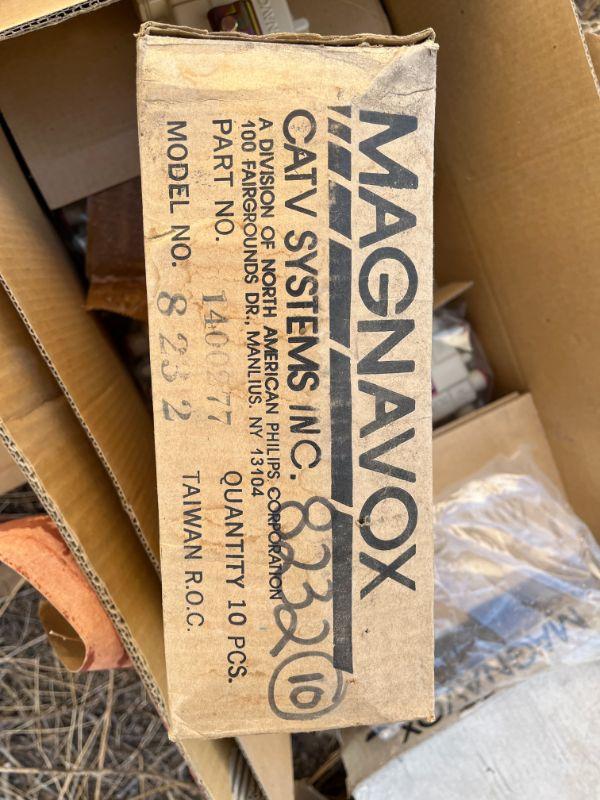 MAGNAVOX
CATV SYSTEMS INC.
A DIVISION OF NORTH AMERICAN PHILIPS CORPORATION
100 FAIRGROUNDS DR., MANLIUS, NY 13104
PART NO. 1400277 QUANTITY 10 PCS.
MODEL NO. 8232 TAIWAN R.O.C.
8232 10
MAGNAVOX